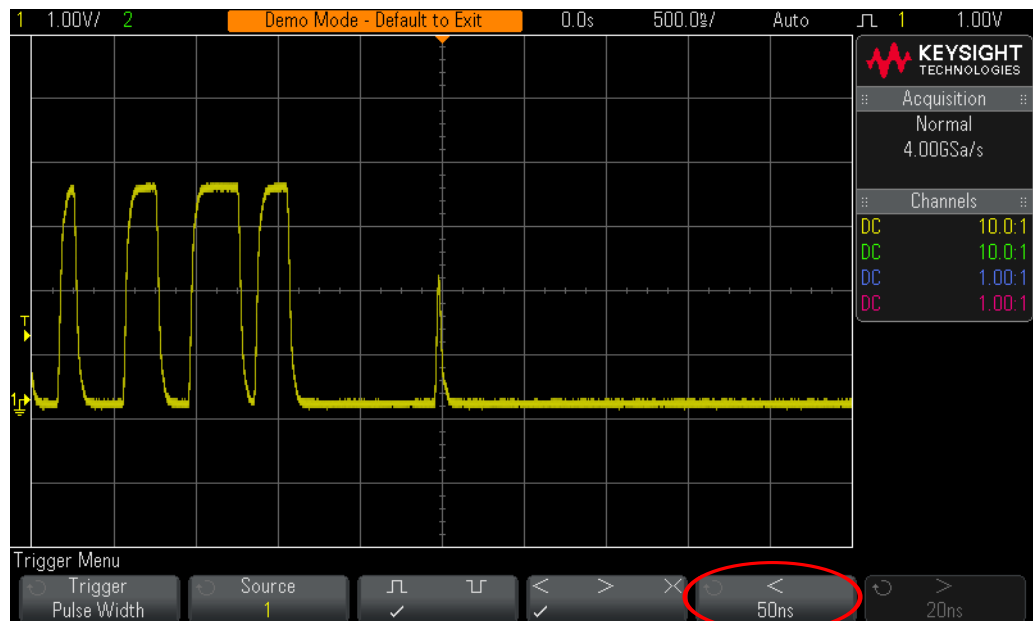 1 1.00V/ 2 Demo Mode - Default to Exit 0.0s 500.0ns/ Auto 1 1.00V
KEYSIGHT
TECHNOLOGIES
Acquisition
Normal
4.00GSa/s
Channels
DC 10.0:1
DC 10.0:1
DC 1.00:1
DC 1.00:1
T
1
Trigger Menu
Trigger
Pulse Width
Source
1
< > ><
<
50ns
>
20ns